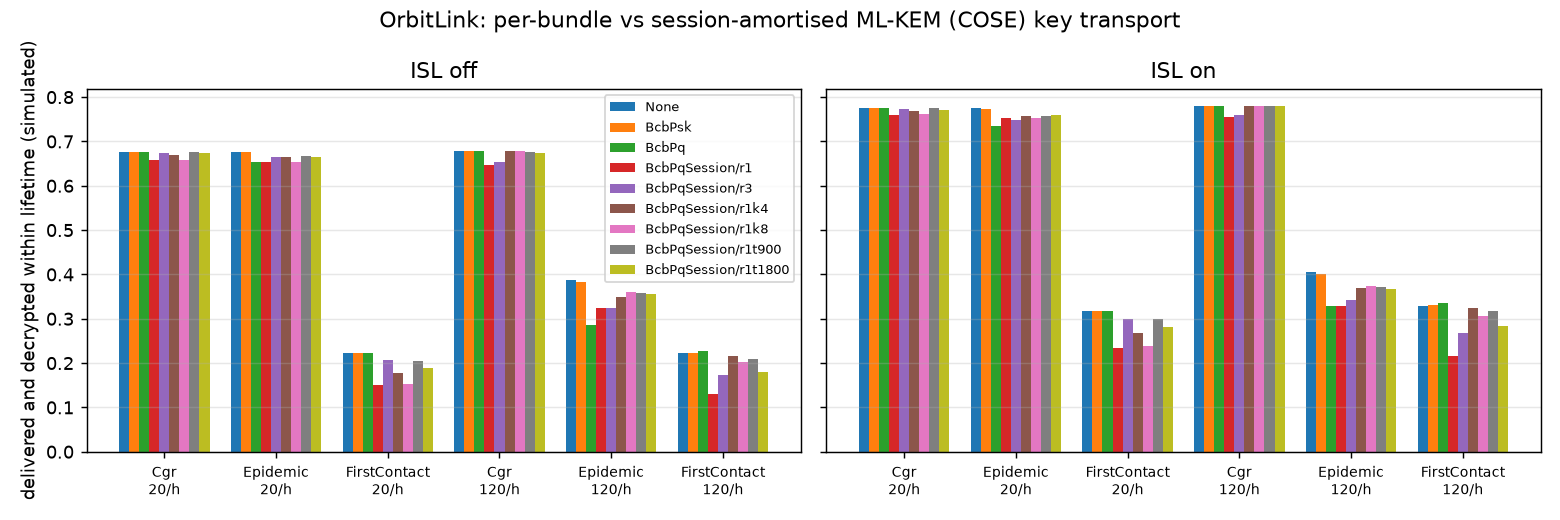 OrbitLink: per-bundle vs session-amortised ML-KEM (COSE) key transport
ISL off
ISL on
delivered and decrypted within lifetime (simulated)
0.8
0.7
0.6
0.5
0.4
0.3
0.2
0.1
0.0
None
BcbPsk
BcbPq
BcbPqSession/r1
BcbPqSession/r3
BcbPqSession/r1k4
BcbPqSession/r1k8
BcbPqSession/r1t900
BcbPqSession/r1t1800
Cgr
20/h
Epidemic
20/h
FirstContact
20/h
Cgr
120/h
Epidemic
120/h
FirstContact
120/h
Cgr
20/h
Epidemic
20/h
FirstContact
20/h
Cgr
120/h
Epidemic
120/h
FirstContact
120/h